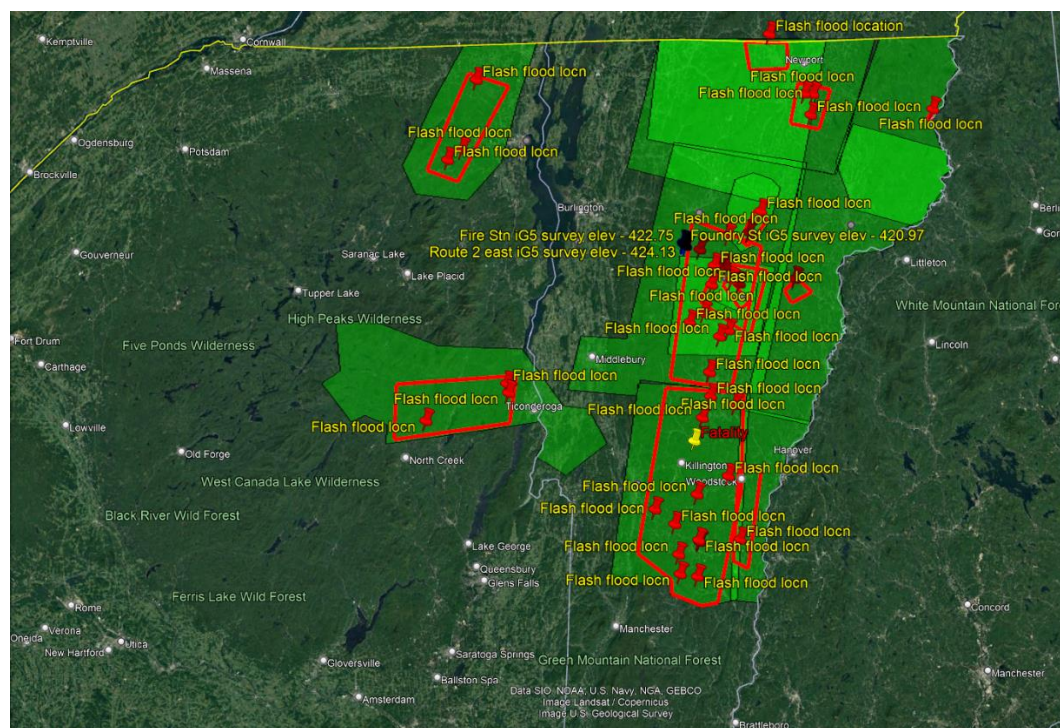 Flash flood location
Kemptville
Cornwall
Massena
Newport
Flash flood locn
Flash flood locn
Flash flood locn
Flash flood locn
Flash flood locn
Flash flood locn
Flash flood locn
Ogdensburg
Potsdam
Brockville
Burlington
Flash flood locn
Flash flood locn
Fire Stn iG5 survey elev - 422.75
Foundry St iG5 survey elev - 420.97
Route 2 east iG5 survey elev - 424.13
Gouverneur
Saranac Lake
Lake Placid
Flash flood locn
Flash flood locn
Flash flood locn
Littleton
Tupper Lake
High Peaks Wilderness
Flash flood locn
Flash flood locn
White Mountain National
Five Ponds Wilderness
Flash flood locn
Flash flood locn
Fort Drum
Carthage
Middlebury
Lincoln
Flash flood locn
Flash flood locn
Flash flood locn
Flash flood locn
Ticonderoga
Flash flood locn
Flash flood locn
Flash flood locn
Lowville
Fatality
Old Forge
North Creek
Killington
Hanover
Woodstock
Flash flood locn
West Canada Lake Wilderness
Flash flood locn
Flash flood locn
Black River Wild Forest
Flash flood locn
Flash flood locn
Lake George
Flash flood locn
Flash flood locn
Queensbury
Glens Falls
Flash flood locn
Flash flood locn
Ferris Lake Wild Forest
Rome
Concord
Oneida
Verona
Utica
New Hartford
Manchester
Saratoga Springs
Green Mountain National Forest
Gloversville
Ballston Spa
Manchester
Amsterdam
Data SIO, NOAA, U.S. Navy, NGA, GEBCO
Image Landsat / Copernicus
Image U.S. Geological Survey
Brattleboro